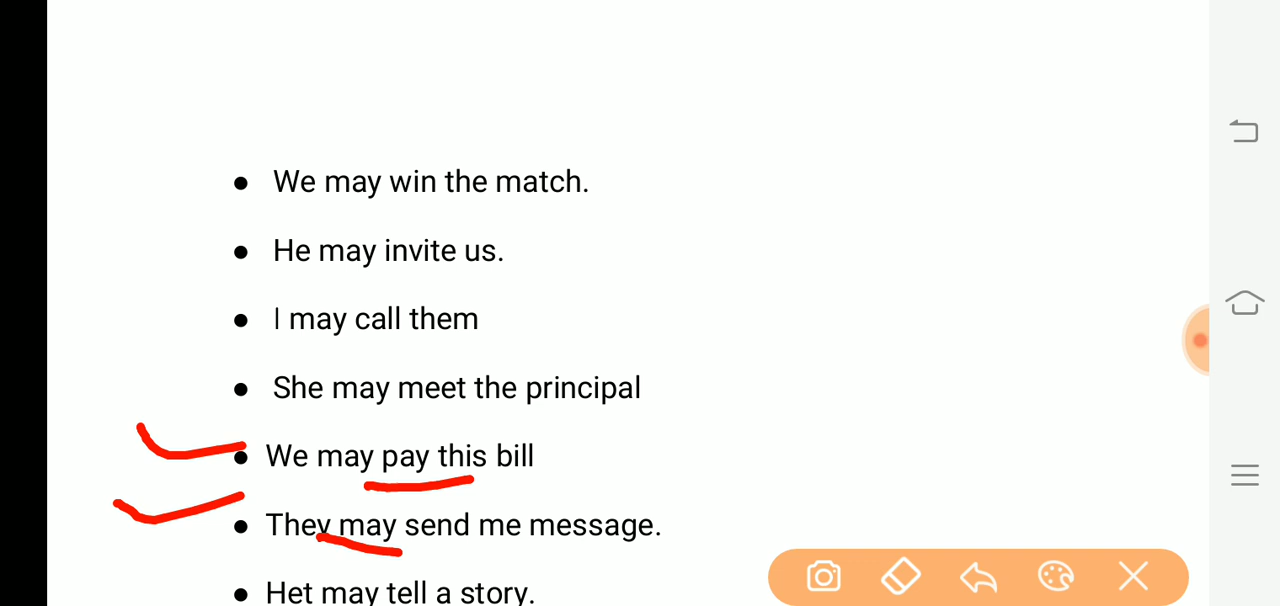 ● We may win the match.
● He may invite us.
● I may call them
● She may meet the principal
● We may pay this bill
● They may send me message.
● Het may tell a story.